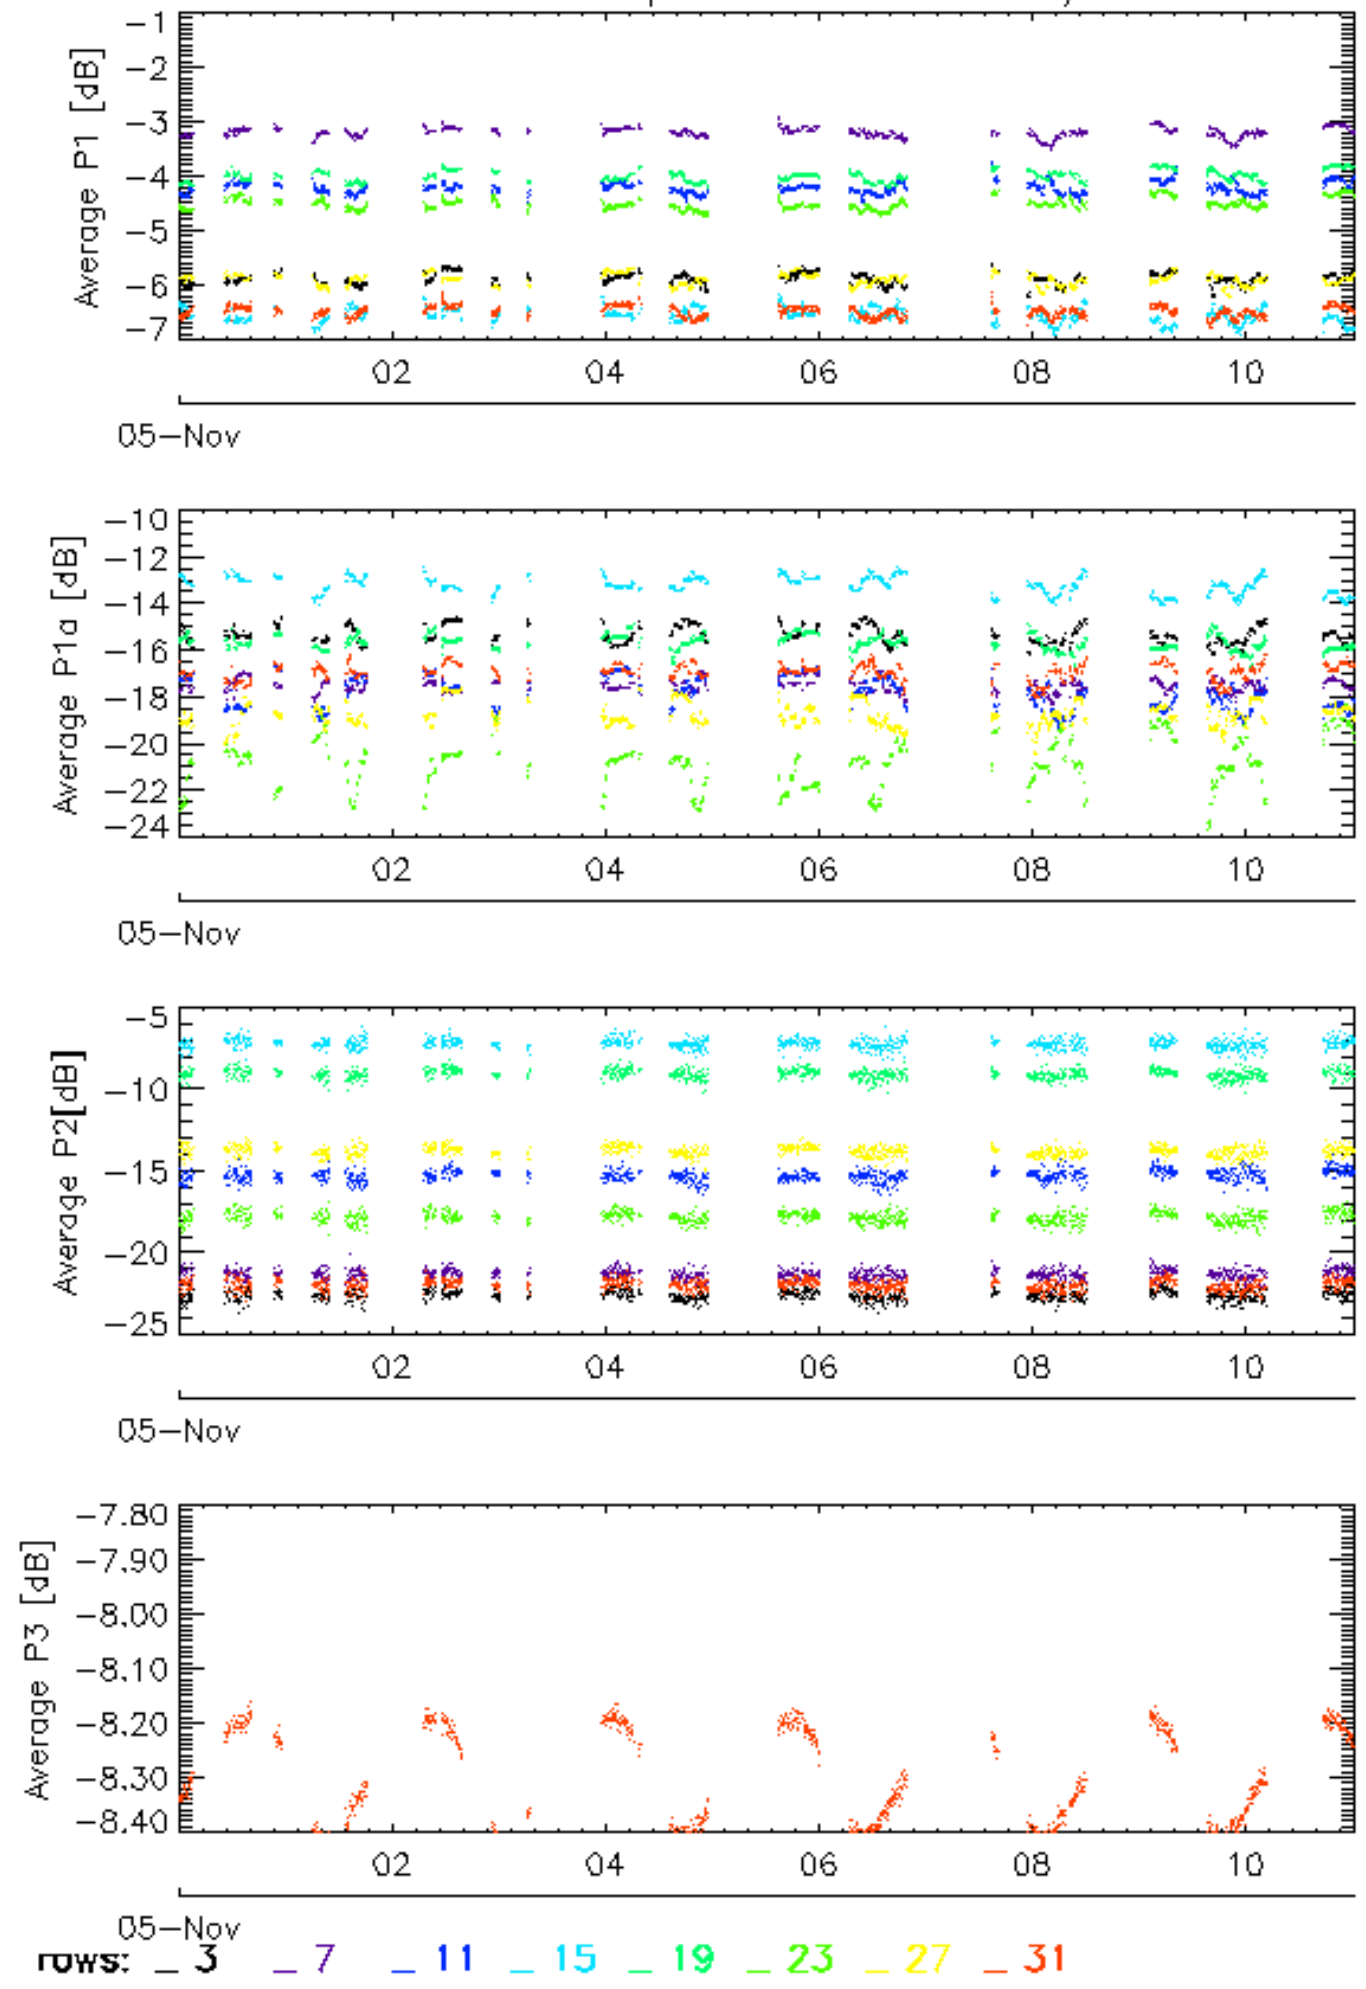 Average P1 [dB]
-1
-2
-3
-4
-5
-6
-7
02 04 06 08 10
05-Nov
Average P1a [dB]
-10
-12
-14
-16
-18
-20
-22
-24
02 04 06 08 10
05-Nov
Average P2[dB]
-5
-10
-15
-20
-25
02 04 06 08 10
05-Nov
Average P3 [dB]
-7.80
-7.90
-8.00
-8.10
-8.20
-8.30
-8.40
02 04 06 08 10
05-Nov
rows: _ 3 _ 7 _ 11 _ 15 _ 19 _ 23 _ 27 _ 31